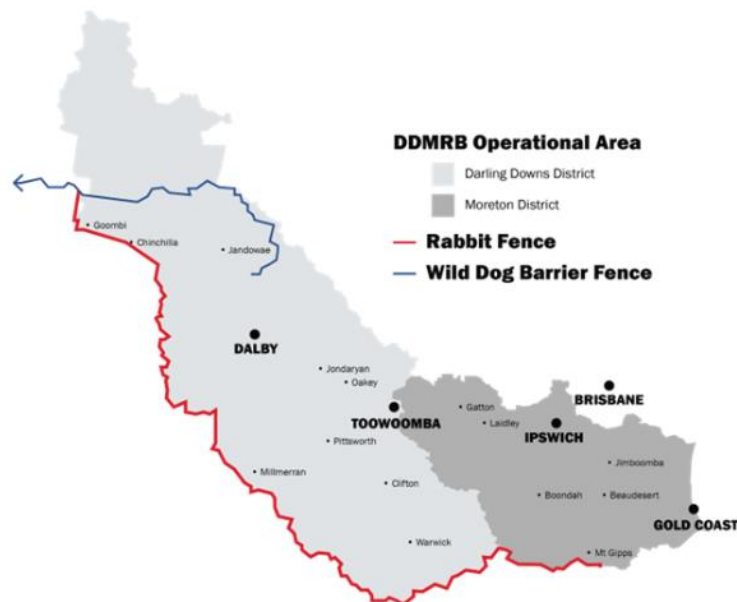 DDMRB Operational Area
Darling Downs District
Moreton District
Rabbit Fence
Wild Dog Barrier Fence
Goombi
Chinchilla
Jandowae
DALBY
Jondaryan
Oakey
BRISBANE
TOOWOOMBA
Gatton
Laidley
IPSWICH
Pittsworth
Jimboomba
Millmerran
Clifton
Boondah
Beaudesert
GOLD COAST
Warwick
Mt Gipps